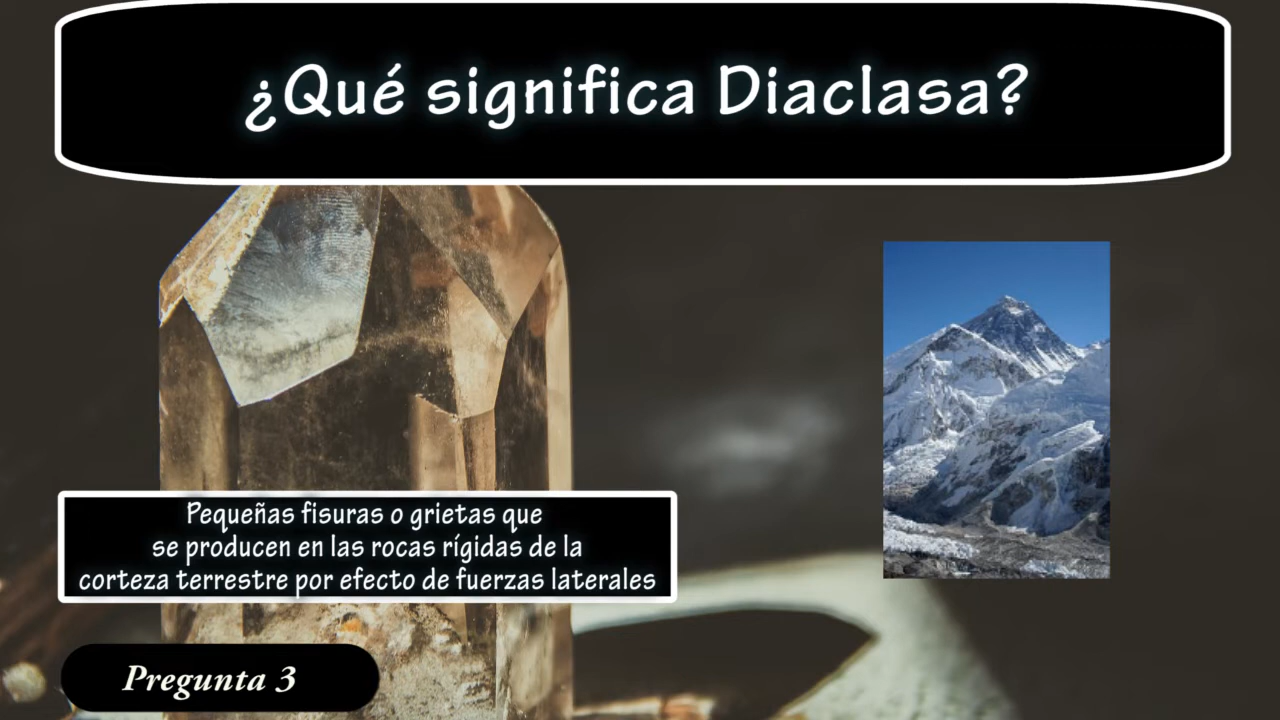 ¿Qué significa Diaclasa?
Pequeñas fisuras o grietas que
se producen en las rocas rígidas de la
corteza terrestre por efecto de fuerzas laterales
Pregunta 3